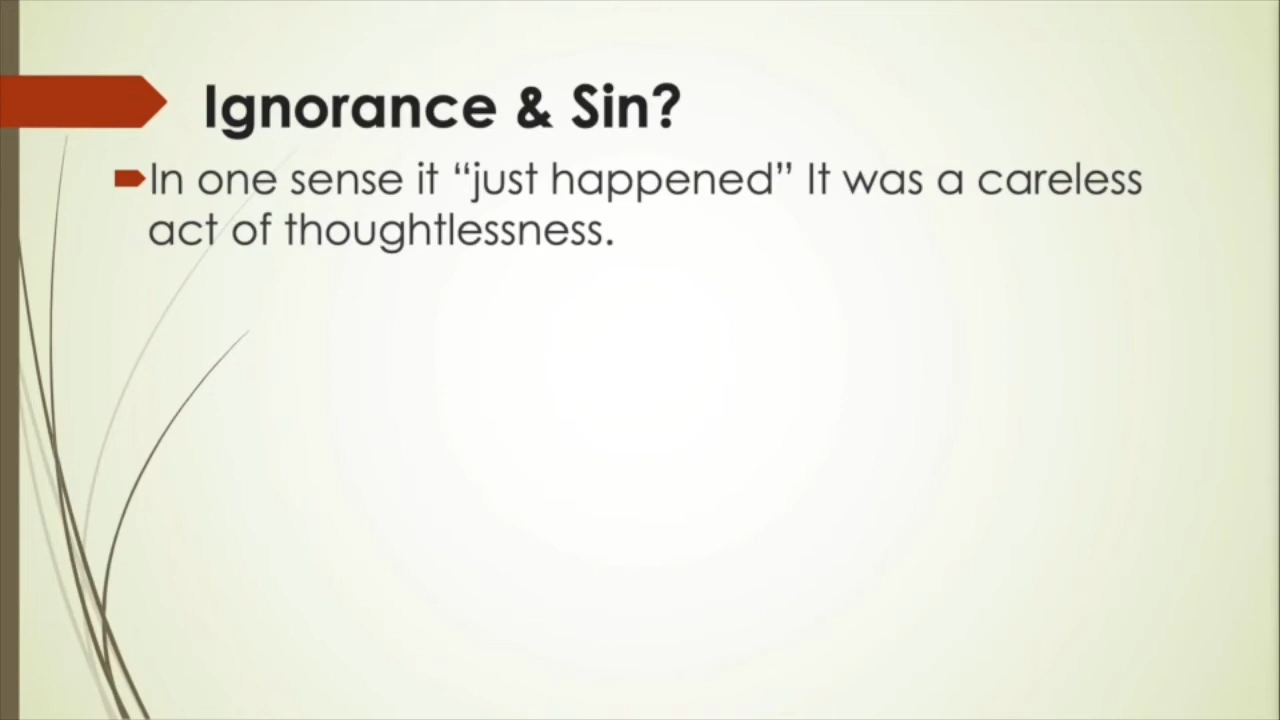 Ignorance & Sin?
In one sense it “just happened” It was a careless
act of thoughtlessness.